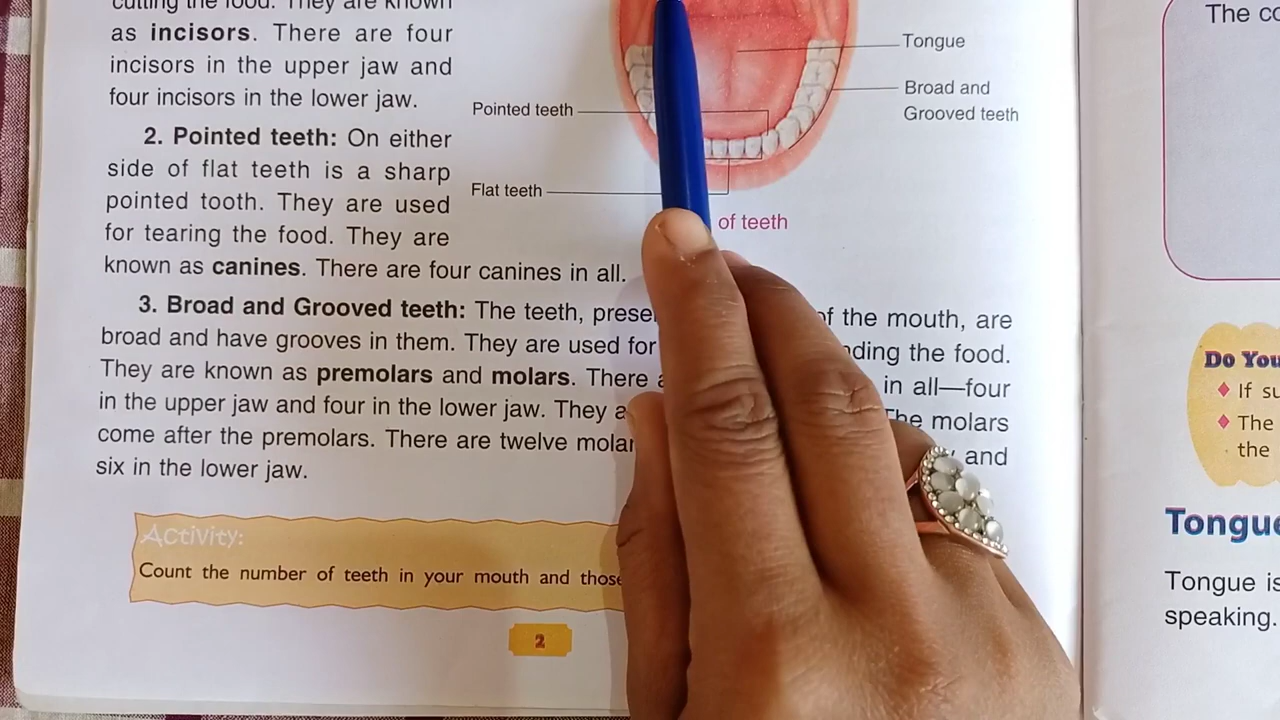 cutting the food. They are known
as incisors. There are four
incisors in the upper jaw and
four incisors in the lower jaw.
2. Pointed teeth: On either
side of flat teeth is a sharp
pointed tooth. They are used
for tearing the food. They are
known as canines. There are four canines in all.
Tongue
Broad and
Grooved teeth
Pointed teeth
Flat teeth
of teeth
3. Broad and Grooved teeth: The teeth, of the mouth, are
broad and have grooves in them. They are used for the food.
They are known as premolars and molars. There in all—four
in the upper jaw and four in the lower jaw. They The molars
come after the premolars. There are twelve and
six in the lower jaw.
Activity:
Count the number of teeth in your mouth and
2
The
Do
If
The
the
Tongue
Tongue is
speaking.